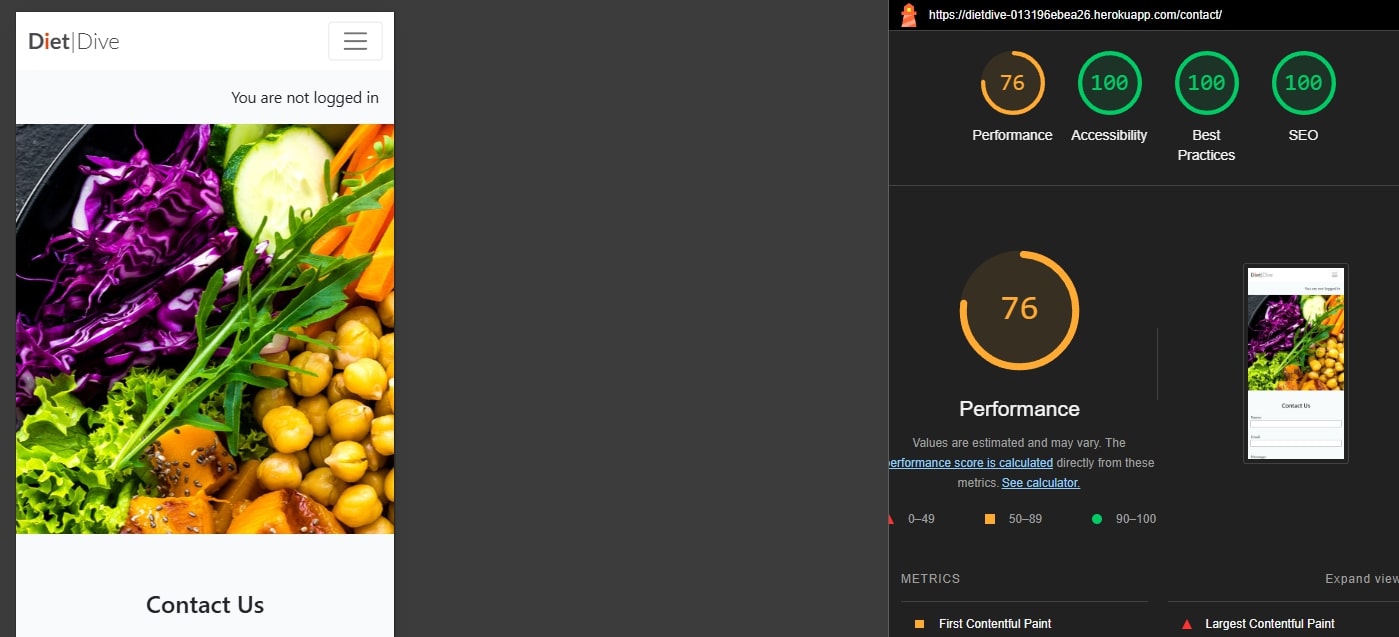 Diet|Dive
You are not logged in
Contact Us
https://dietdive-013196ebea26.herokuapp.com/contact/
76 100 100 100
Performance Accessibility Best Practices SEO
76
Performance
Values are estimated and may vary. The
performance score is calculated directly from these
metrics. See calculator.
0–49 50–89 90–100
Diet|Dive
You are not logged in
Contact Us
Name
Email
Message
METRICS
Expand view
First Contentful Paint
Largest Contentful Paint